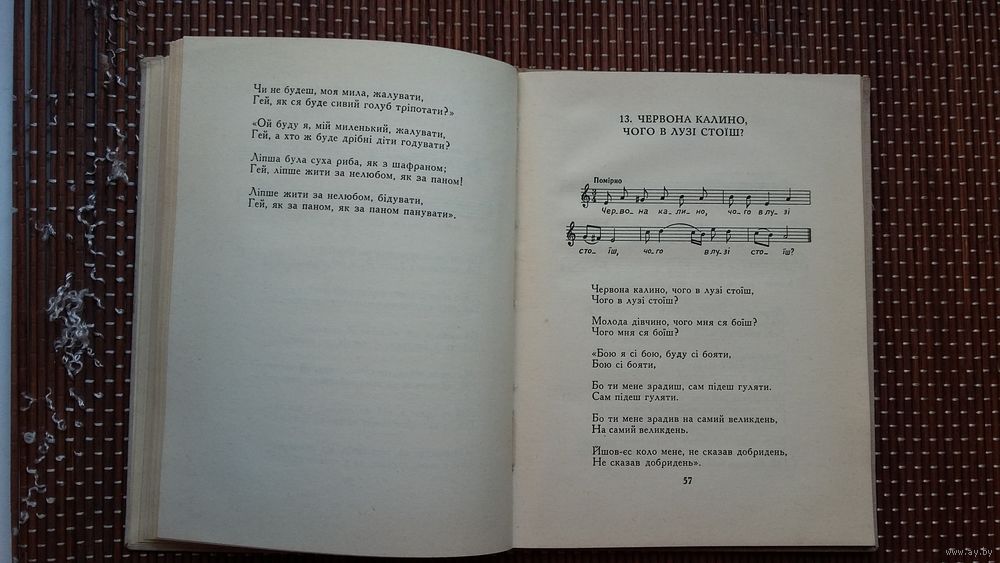 Чи не будеш, моя мила, жалувати,
Гей, як ся буде сивий голуб тріпотати?»
«Ой буду я, мій миленький, жалувати,
Гей, а хто ж буде дрібні діти годувати?
Ліпша була суха риба, як з шафраном;
Гей, ліпше жити за нелюбом, як за паном!
Ліпше жити за нелюбом, бідувати,
Гей, як за паном, як за паном панувати».
13. ЧЕРВОНА КАЛИНО,
ЧОГО В ЛУЗІ СТОЇШ?
Помірно
Чер-во-на ка-ли-но, чо-го в лу-зі
сто-їш, чо-го в лу-зі сто-їш?
Червона калино, чого в лузі стоїш,
Чого в лузі стоїш?
Молода дівчино, чого мня ся боїш?
Чого мня ся боїш?
«Бою я сі бою, буду сі бояти,
Бою сі бояти,
Бо ти мене зрадиш, сам підеш гуляти.
Сам підеш гуляти.
Бо ти мене зрадив на самий великдень,
На самий великдень.
Йшов-єс коло мене, не сказав добридень,
Не сказав добридень».
57
www.ay.by